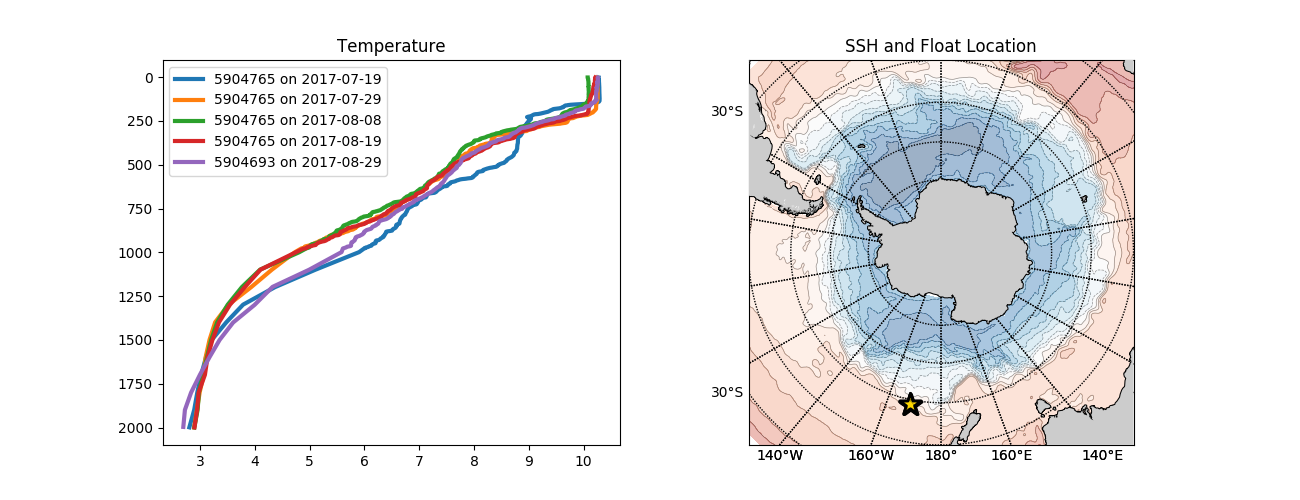 Temperature
0
250
500
750
1000
1250
1500
1750
2000
5904765 on 2017-07-19
5904765 on 2017-07-29
5904765 on 2017-08-08
5904765 on 2017-08-19
5904693 on 2017-08-29
3 4 5 6 7 8 9 10
SSH and Float Location
30°S
30°S
140°W 160°W 180° 160°E 140°E